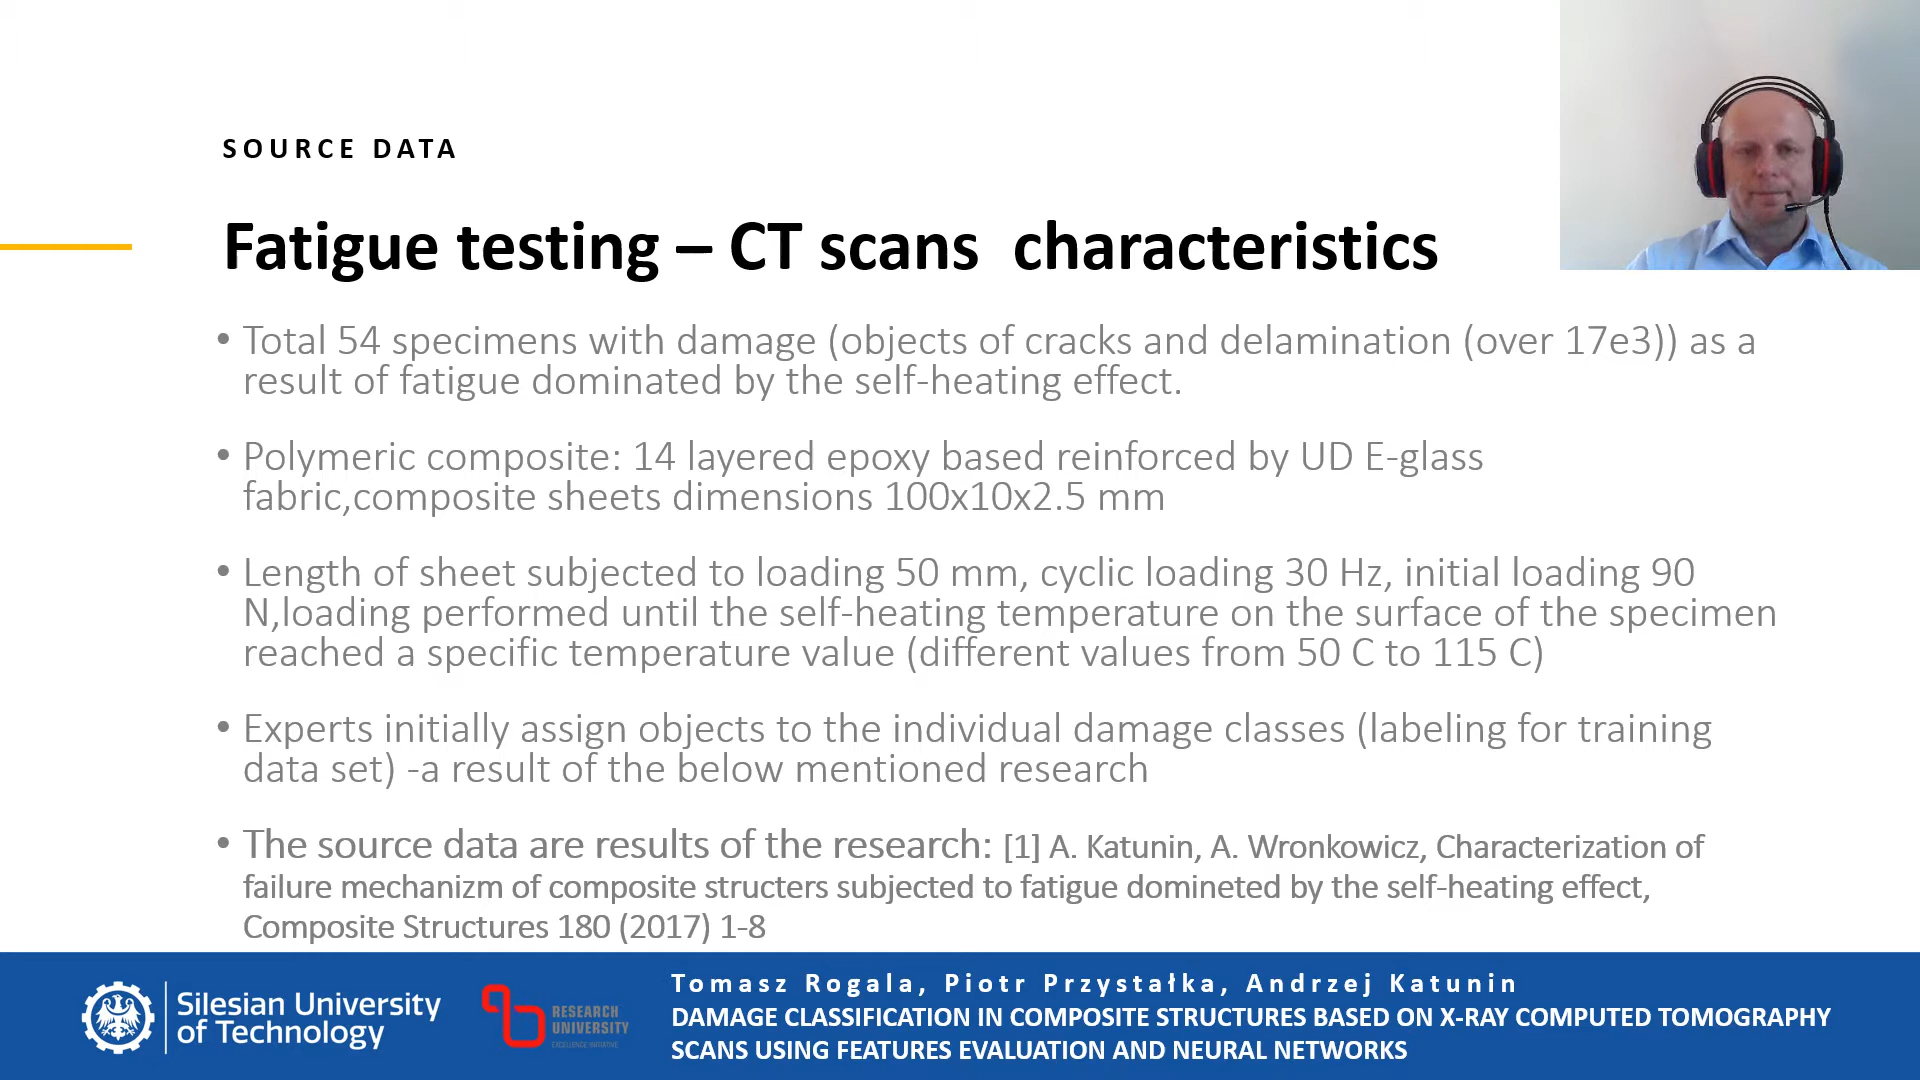 SOURCE DATA
Fatigue testing – CT scans  characteristics
• Total 54 specimens with damage (objects of cracks and delamination (over 17e3)) as a
result of fatigue dominated by the self-heating effect.
• Polymeric composite: 14 layered epoxy based reinforced by UD E-glass
fabric,composite sheets dimensions 100x10x2.5 mm
• Length of sheet subjected to loading 50 mm, cyclic loading 30 Hz, initial loading 90
N,loading performed until the self-heating temperature on the surface of the specimen
reached a specific temperature value (different values from 50 C to 115 C)
• Experts initially assign objects to the individual damage classes (labeling for training
data set) -a result of the below mentioned research
• The source data are results of the research: [1] A. Katunin, A. Wronkowicz, Characterization of
failure mechanizm of composite structers subjected to fatigue domineted by the self-heating effect,
Composite Structures 180 (2017) 1-8
Silesian University
of Technology
RESEARCH
UNIVERSITY
EXCELLENCE INITIATIVE
Tomasz Rogala, Piotr Przystałka, Andrzej Katunin
DAMAGE CLASSIFICATION IN COMPOSITE STRUCTURES BASED ON X-RAY COMPUTED TOMOGRAPHY
SCANS USING FEATURES EVALUATION AND NEURAL NETWORKS